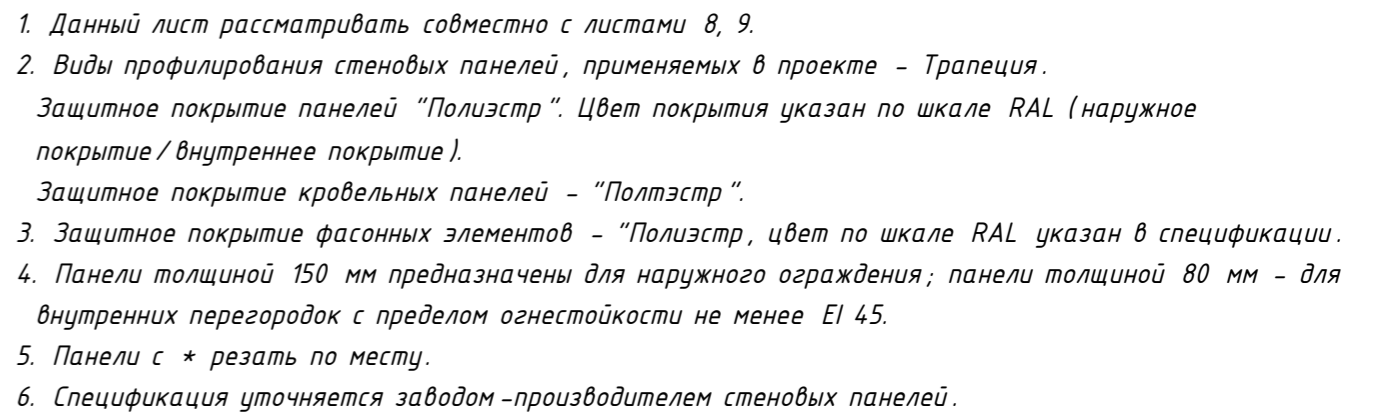 1. Данный лист рассматривать совместно с листами 8, 9.
2. Виды профилирования стеновых панелей, применяемых в проекте - Трапеция.
Защитное покрытие панелей "Полиэстр". Цвет покрытия указан по шкале RAL (наружное
покрытие/внутреннее покрытие).
Защитное покрытие кровельных панелей - "Полтэстр".
3. Защитное покрытие фасонных элементов - "Полиэстр, цвет по шкале RAL указан в спецификации.
4. Панели толщиной 150 мм предназначены для наружного ограждения; панели толщиной 80 мм - для
внутренних перегородок с пределом огнестойкости не менее EI 45.
5. Панели с * резать по месту.
6. Спецификация уточняется заводом-производителем стеновых панелей.